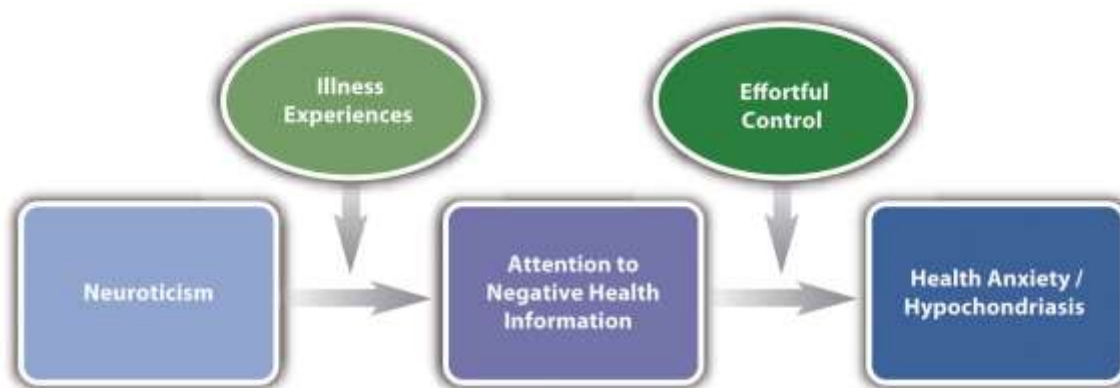 Illness
Experiences
Effortful
Control
Neuroticism
Attention to
Negative Health
Information
Health Anxiety /
Hypochondriasis